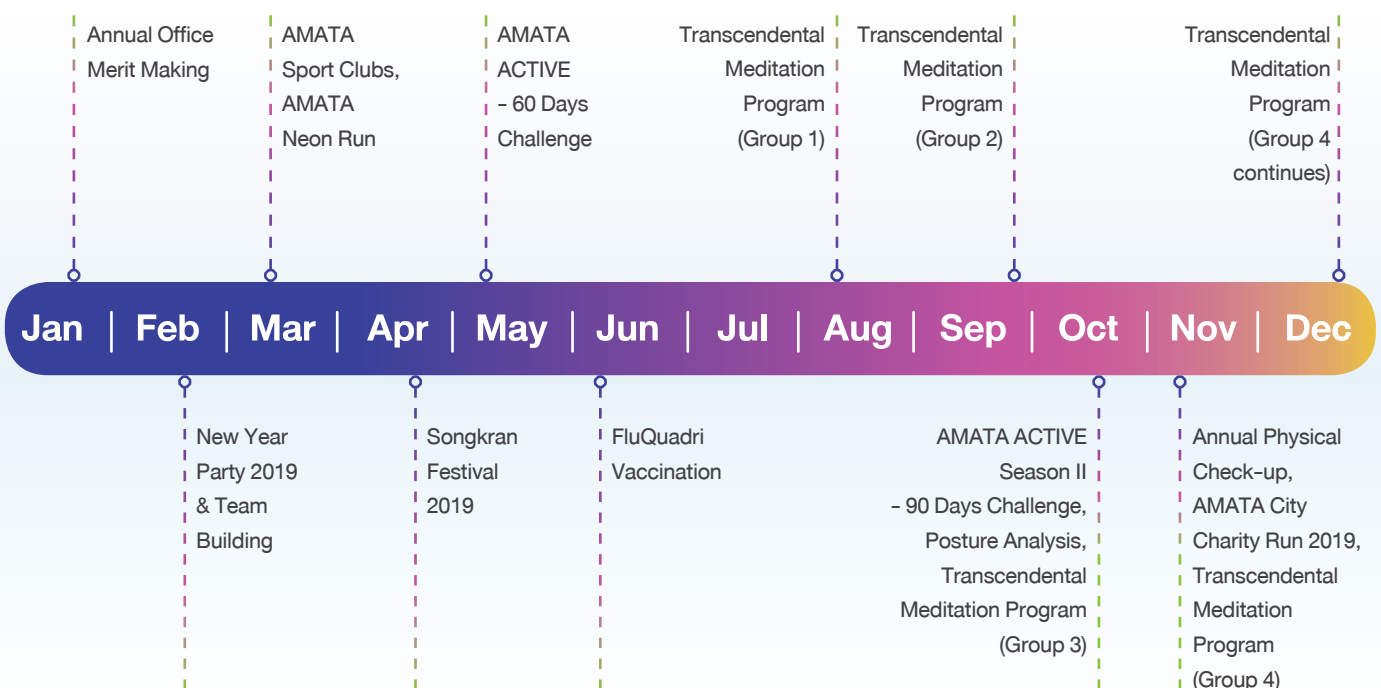 Annual Office
Merit Making
AMATA
Sport Clubs,
AMATA
Neon Run
AMATA
ACTIVE
- 60 Days
Challenge
Transcendental
Meditation
Program
(Group 1)
Transcendental
Meditation
Program
(Group 2)
Transcendental
Meditation
Program
(Group 4
continues)
Jan | Feb | Mar | Apr | May | Jun | Jul | Aug | Sep | Oct | Nov | Dec
New Year
Party 2019
& Team
Building
Songkran
Festival
2019
FluQuadri
Vaccination
AMATA ACTIVE
Season II
- 90 Days Challenge,
Posture Analysis,
Transcendental
Meditation Program
(Group 3)
Annual Physical
Check-up,
AMATA City
Charity Run 2019,
Transcendental
Meditation
Program
(Group 4)